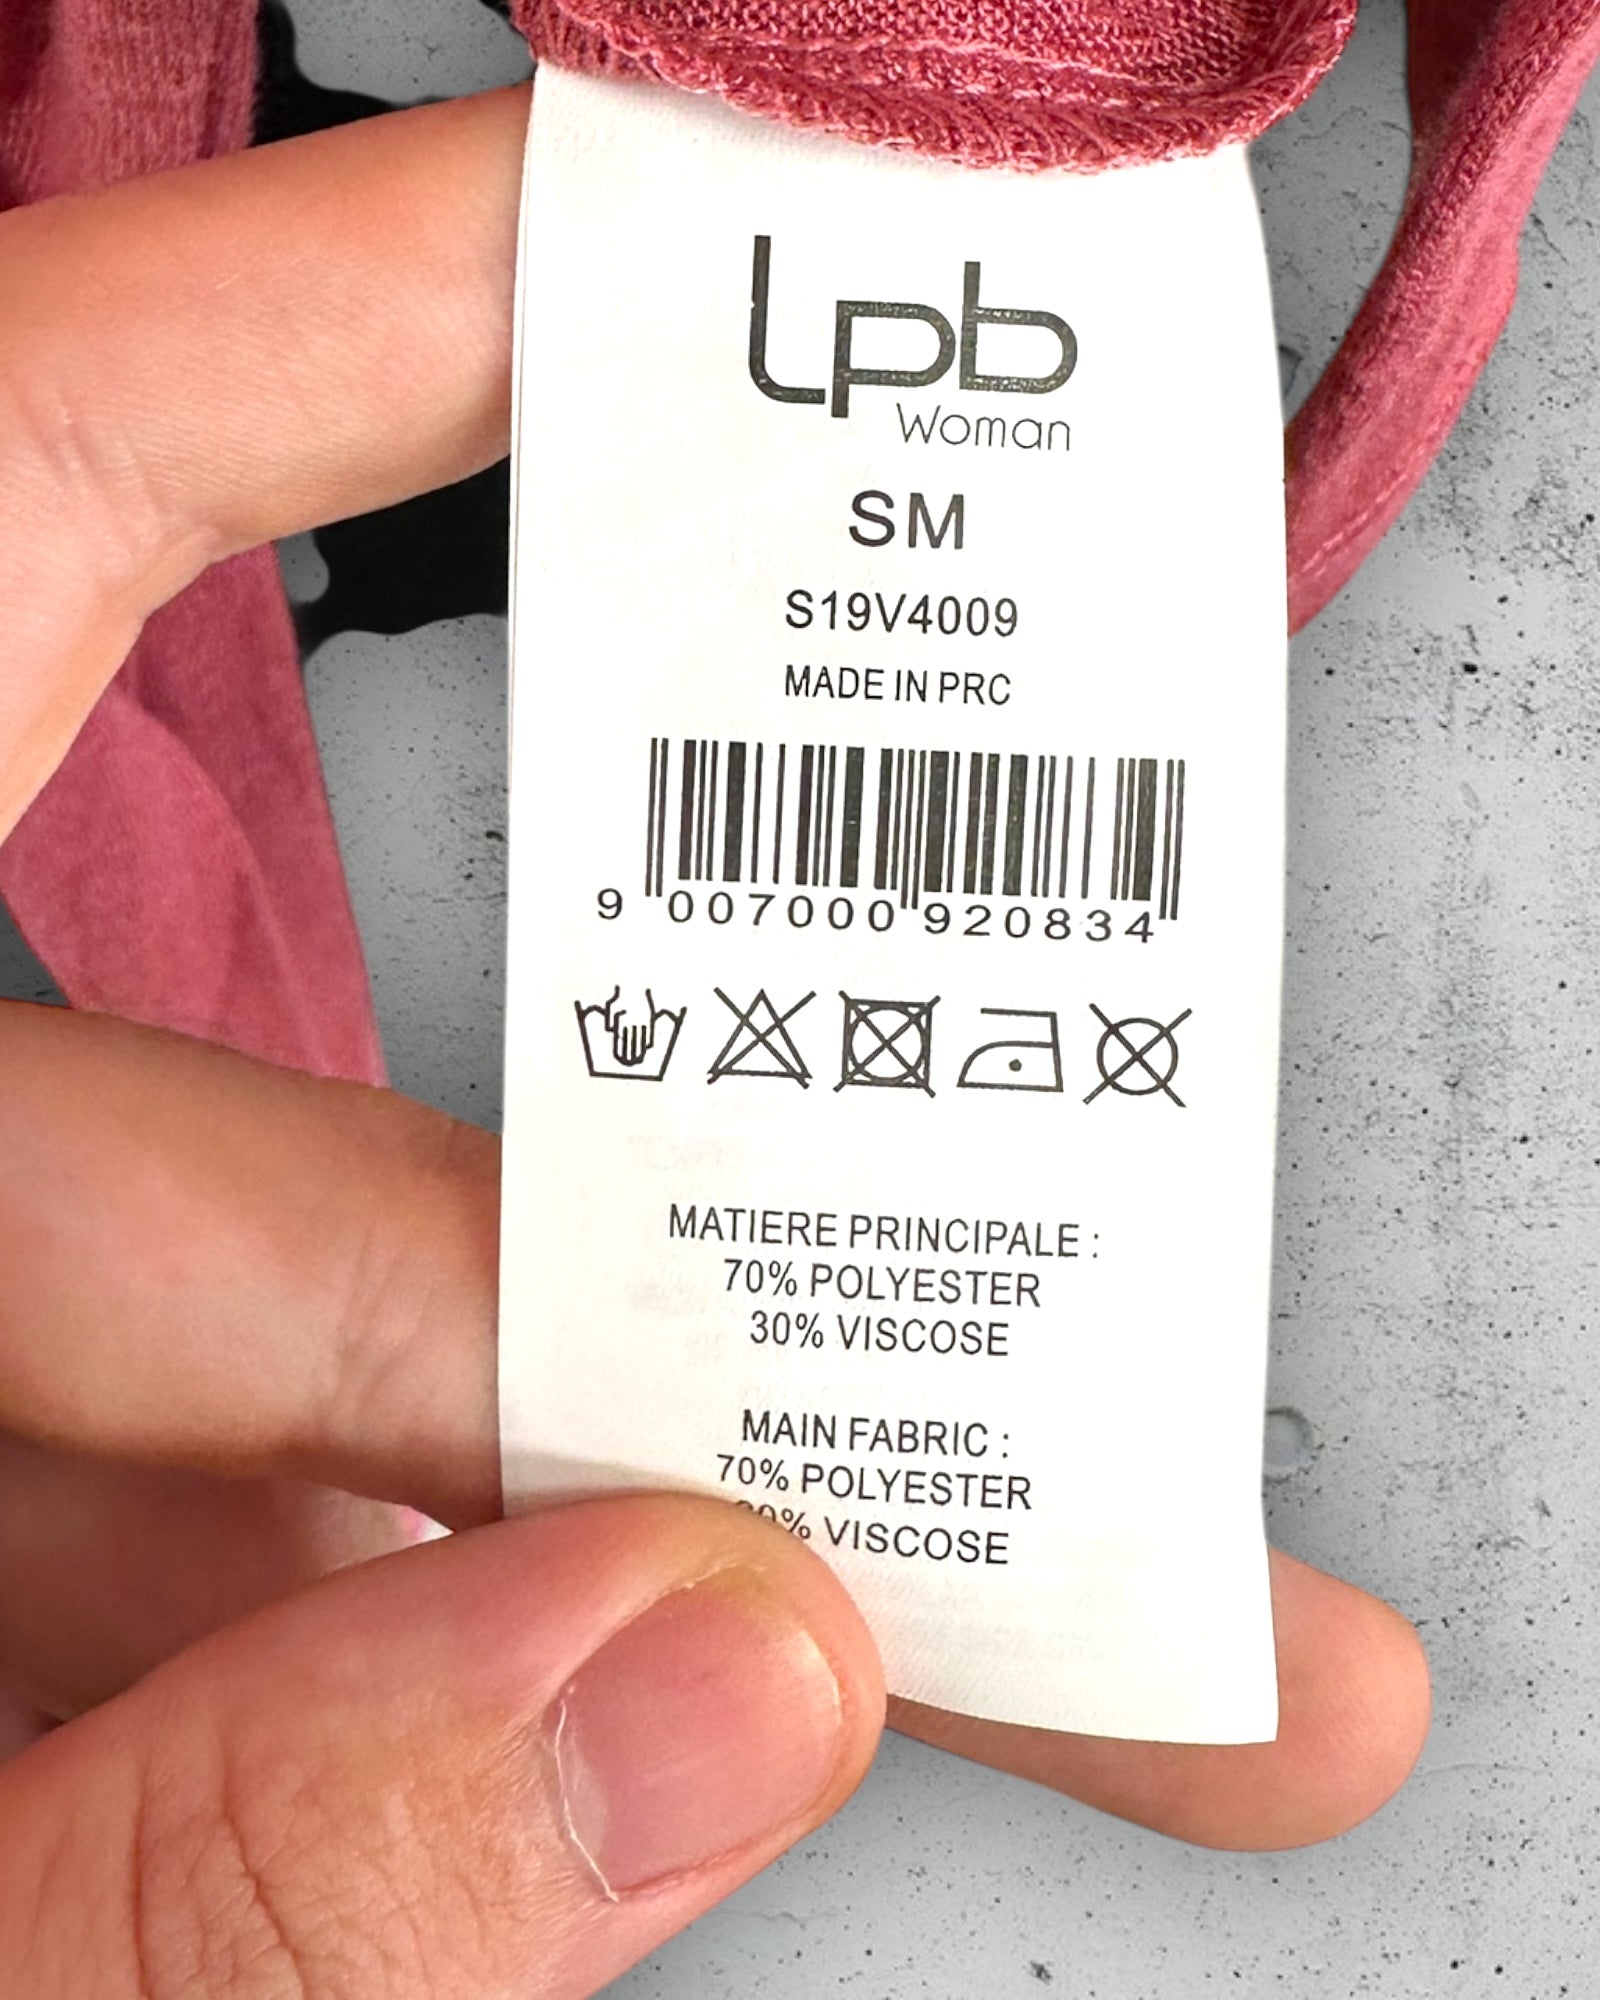 lpb
Woman
SM
S19V4009
MADE IN PRC
9 007000 920834
MATIERE PRINCIPALE :
70% POLYESTER
30% VISCOSE
MAIN FABRIC :
70% POLYESTER
30% VISCOSE